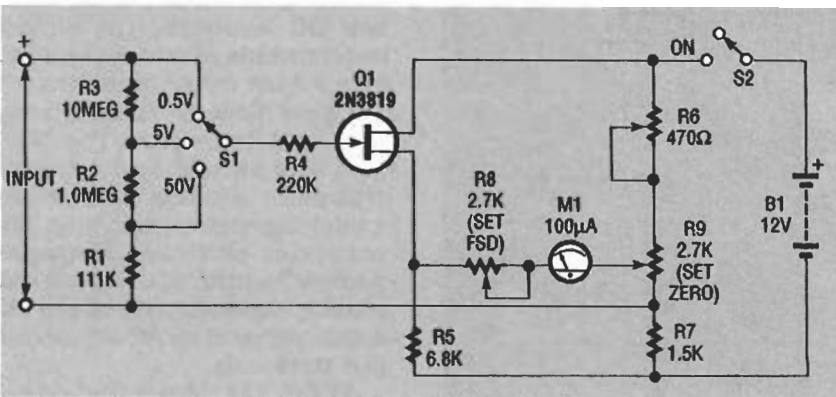 +
R3
10MEG
0.5V
5V
S1
50V
INPUT
R2
1.0MEG
R1
111K
R4
220K
Q1
2N3819
R8
2.7K
(SET
FSD)
M1
100µA
R5
6.8K
ON
S2
R6
470Ω
R9
2.7K
(SET
ZERO)
R7
1.5K
+
B1
12V